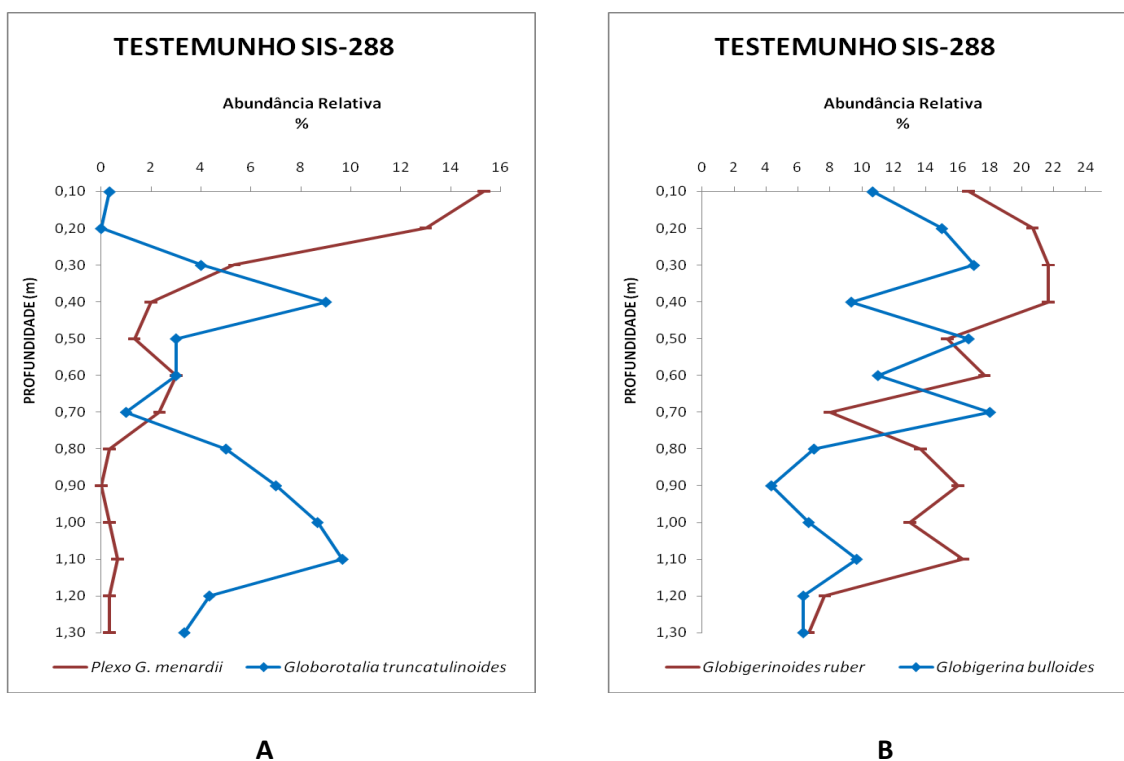 TESTEMUNHO SIS-288
Abundância Relativa
%
0 2 4 6 8 10 12 14 16
0,10
0,20
0,30
0,40
0,50
0,60
0,70
0,80
0,90
1,00
1,10
1,20
1,30
PROFUNDIDADE (m)
Plexo G. menardii Globorotalia truncatulinoides
A
TESTEMUNHO SIS-288
Abundância Relativa
%
0 2 4 6 8 10 12 14 16 18 20 22 24
0,10
0,20
0,30
0,40
0,50
0,60
0,70
0,80
0,90
1,00
1,10
1,20
1,30
PROFUNDIDADE (m)
Globigerinoides ruber Globigerina bulloides
B